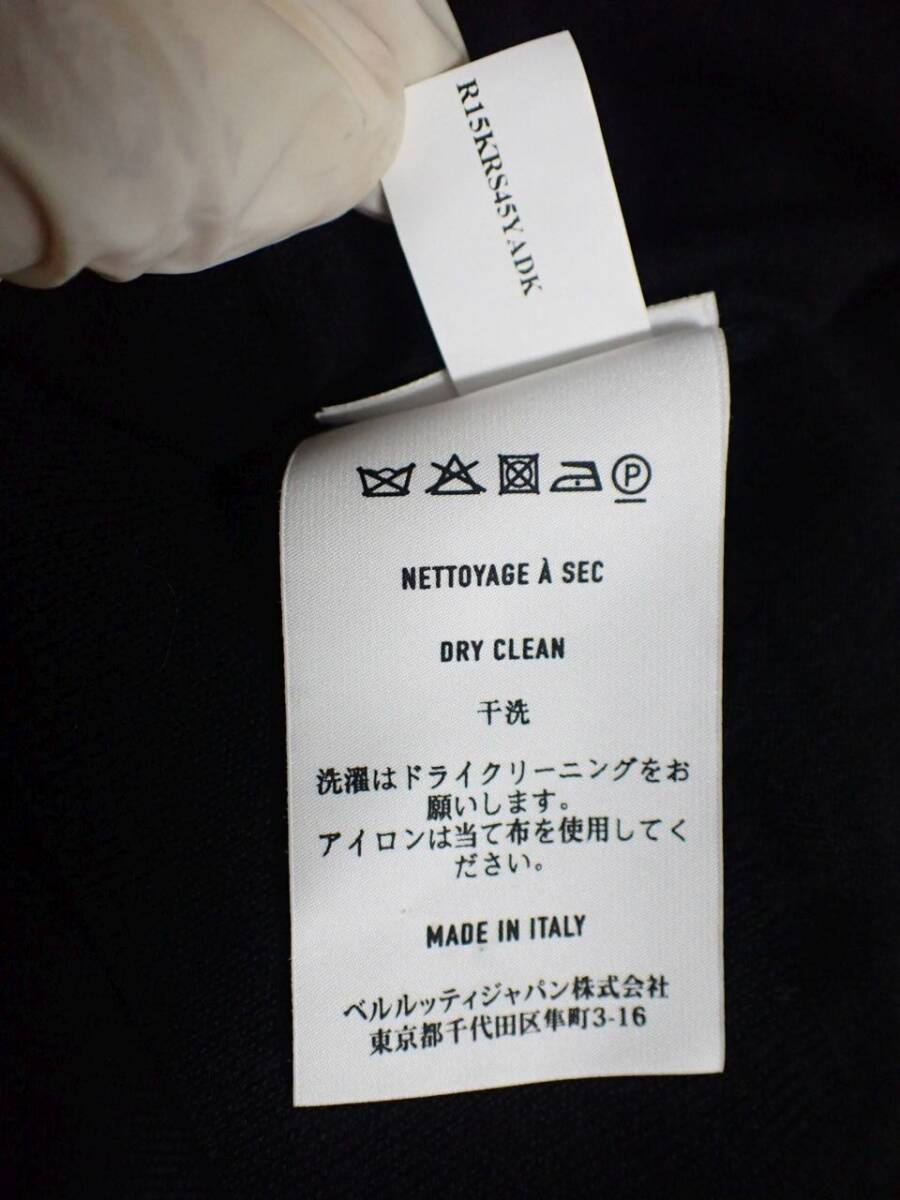 R15KRS45YADK
P
NETTOYAGE À SEC
DRY CLEAN
干洗
洗濯はドライクリーニングをお
願いします。
アイロンは当て布を使用してく
ださい。
MADE IN ITALY
ベルルッティジャパン株式会社
東京都千代田区隼町3-16